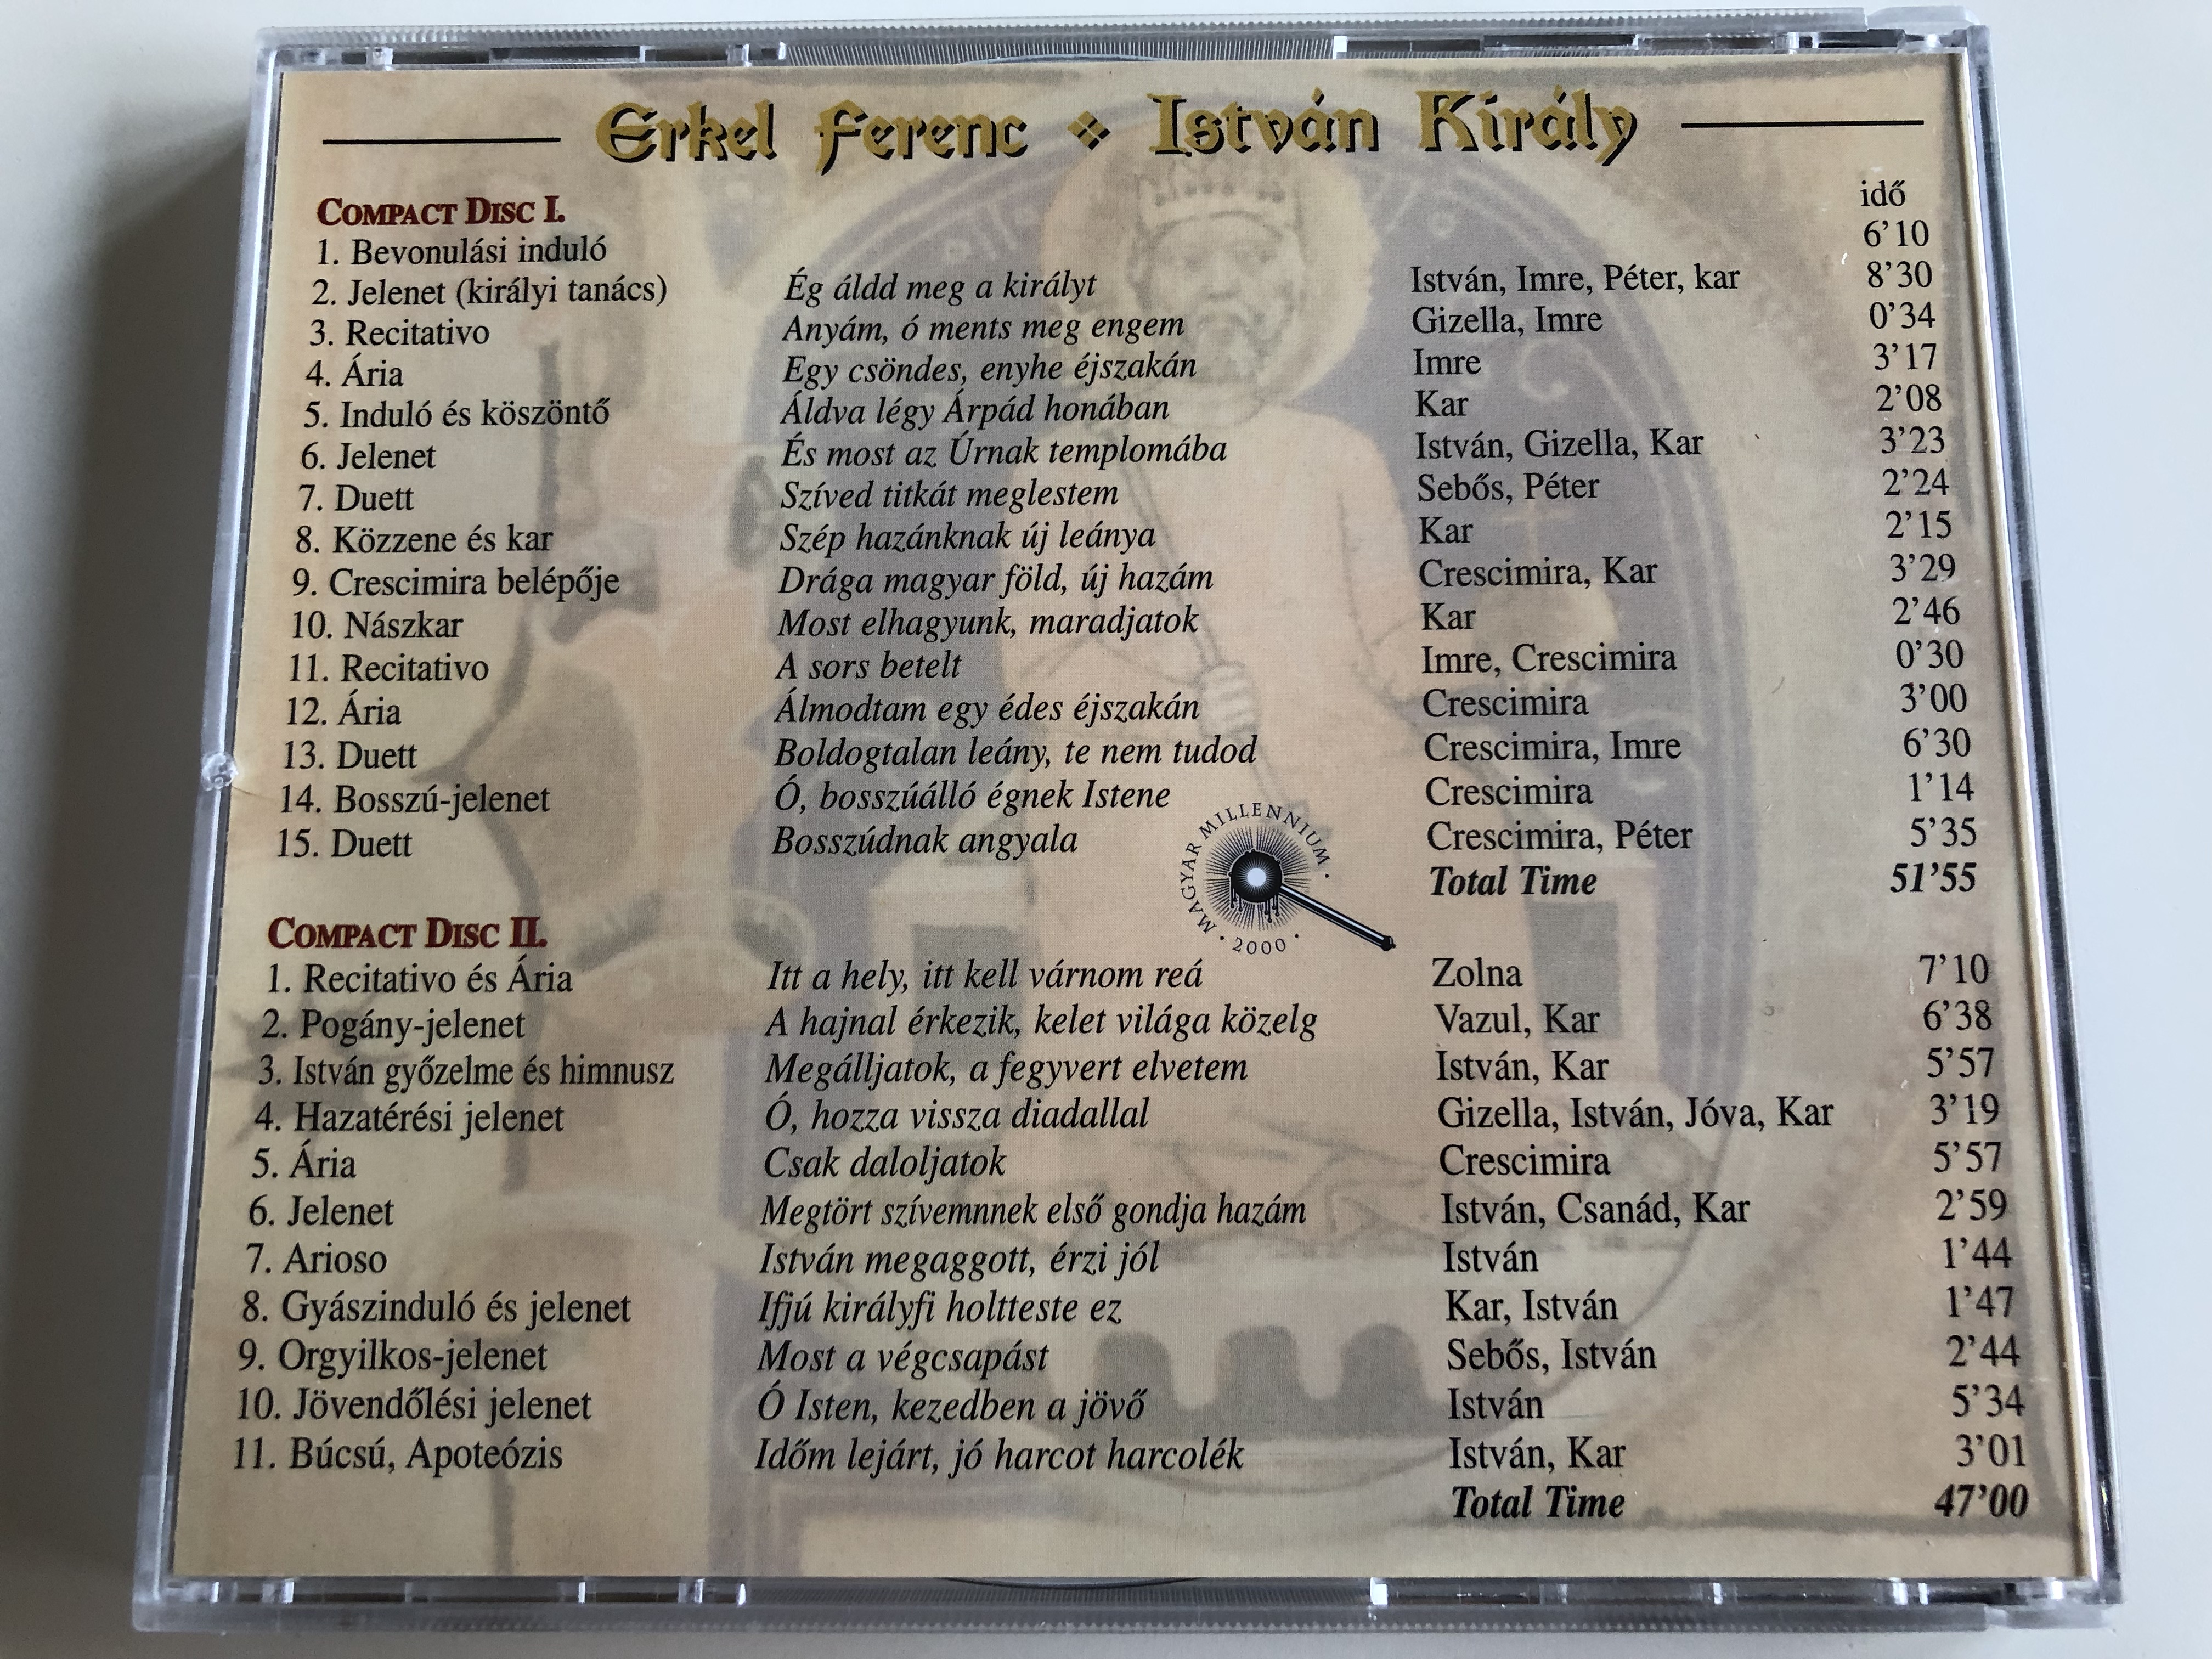 Erkel Ferenc ❖ István Király
idő
COMPACT DISC I.
1. Bevonulási induló 6’10
2. Jelenet (királyi tanács) Ég áldd meg a királyt István, Imre, Péter, kar 8’30
3. Recitativo Anyám, ó ments meg engem Gizella, Imre 0’34
4. Ária Egy csöndes, enyhe éjszakán Imre 3’17
5. Induló és köszöntő Áldva légy Árpád honában Kar 2’08
6. Jelenet És most az Úrnak templomába István, Gizella, Kar 3’23
7. Duett Szíved titkát meglestem Sebős, Péter 2’24
8. Közzene és kar Szép hazánknak új leánya Kar 2’15
9. Crescimira belépője Drága magyar föld, új hazám Crescimira, Kar 3’29
10. Nászkar Most elhagyunk, maradjatok Kar 2’46
11. Recitativo A sors betelt Imre, Crescimira 0’30
12. Ária Álmodtam egy édes éjszakán Crescimira 3’00
13. Duett Boldogtalan leány, te nem tudod Crescimira, Imre 6’30
14. Bosszú-jelenet Ó, bosszúálló égnek Istene Crescimira 1’14
15. Duett Bosszúdnak angyala Crescimira, Péter 5’35
Total Time 51’55
MAGYAR MILLENNIUM · 2000 ·
COMPACT DISC II.
1. Recitativo és Ária Itt a hely, itt kell várnom reá Zolna 7’10
2. Pogány-jelenet A hajnal érkezik, kelet világa közelg Vazul, Kar 6’38
3. István győzelme és himnusz Megálljatok, a fegyvert elvetem István, Kar 5’57
4. Hazatérési jelenet Ó, hozza vissza diadallal Gizella, István, Jóva, Kar 3’19
5. Ária Csak daloljatok Crescimira 5’57
6. Jelenet Megtört szívemnnek első gondja hazám István, Csanád, Kar 2’59
7. Arioso István megaggott, érzi jól István 1’44
8. Gyászinduló és jelenet Ifjú királyfi holtteste ez Kar, István 1’47
9. Orgyilkos-jelenet Most a végcsapást Sebős, István 2’44
10. Jövendőlési jelenet Ó Isten, kezedben a jövő István 5’34
11. Búcsú, Apoteózis Időm lejárt, jó harcot harcolék István, Kar 3’01
Total Time 47’00